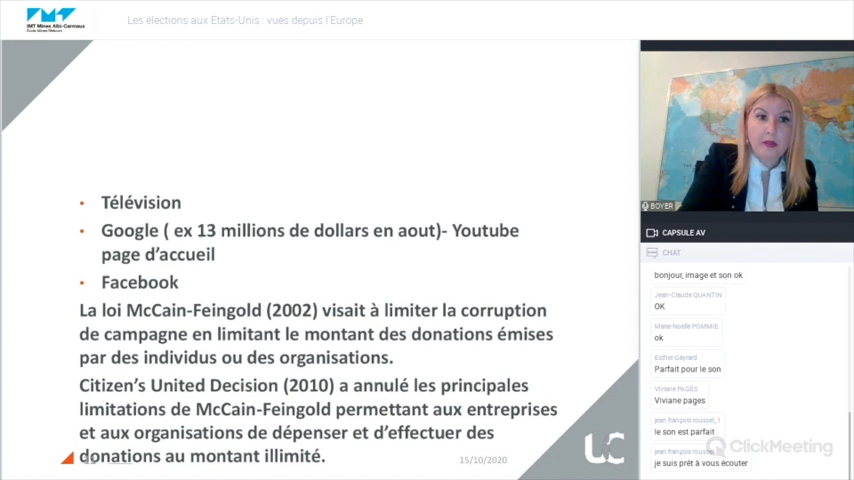 IMT Mines Albi-Carmaux
École Mines-Télécom
Les élections aux Etats-Unis : vues depuis l'Europe
• Télévision
• Google ( ex 13 millions de dollars en aout)- Youtube
page d'accueil
• Facebook
La loi McCain-Feingold (2002) visait à limiter la corruption
de campagne en limitant le montant des donations émises
par des individus ou des organisations.
Citizen's United Decision (2010) a annulé les principales
limitations de McCain-Feingold permettant aux entreprises
et aux organisations de dépenser et d'effectuer des
donations au montant illimité.
15/10/2020
UC
BOYER
CAPSULE AV
CHAT
bonjour, image et son ok
Jean-Claude QUANTIN
OK
Marie-Noëlle POMMIE
ok
Esther Gayrard
Parfait pour le son
Viviane PAGÈS
Viviane pages
jean françois roussel_1
le son est parfait
jean françois roussel
je suis prêt à vous écouter
ClickMeeting